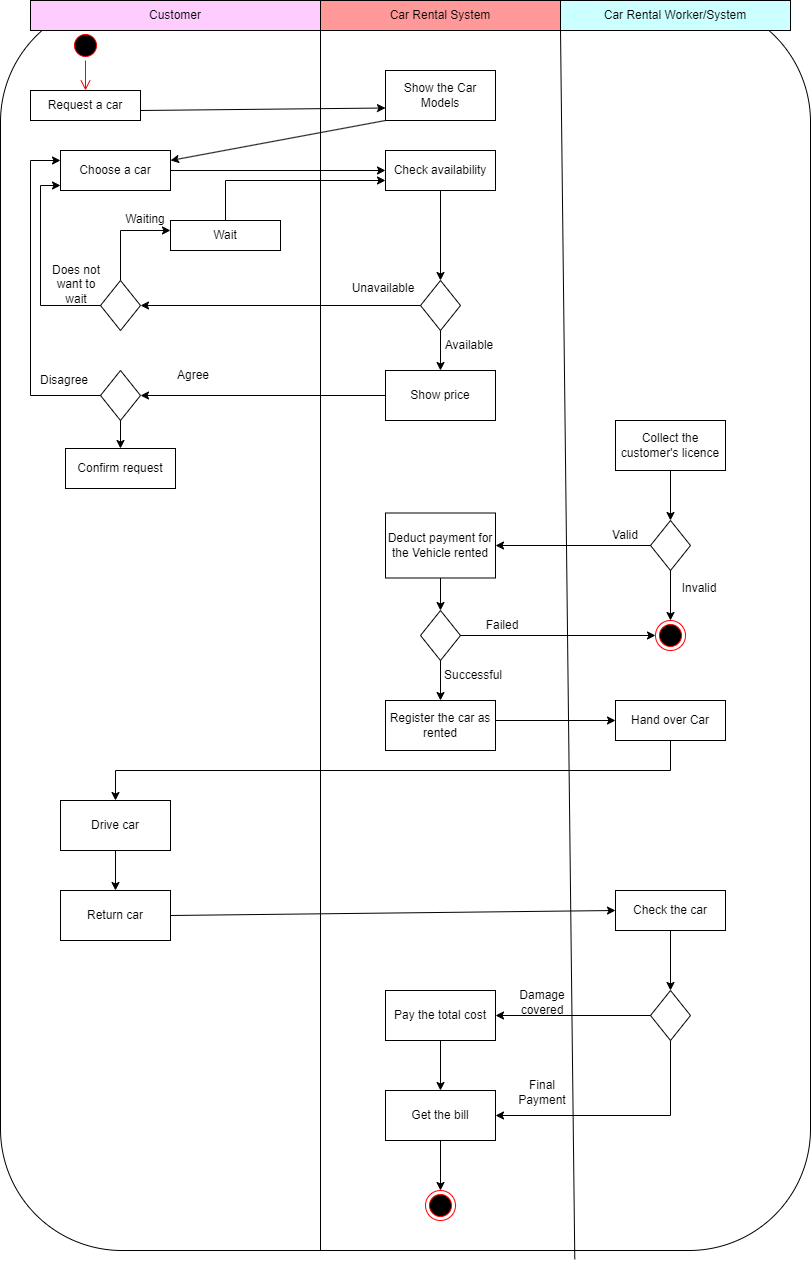 Customer
Car Rental System
Car Rental Worker/System
Request a car
Show the Car
Models
Choose a car
Check availability
Waiting
Wait
Does not
want to
wait
Unavailable
Available
Disagree
Agree
Show price
Confirm request
Collect the
customer's licence
Deduct payment for
the Vehicle rented
Valid
Invalid
Failed
Successful
Register the car as
rented
Hand over Car
Drive car
Return car
Check the car
Damage
covered
Pay the total cost
Final
Payment
Get the bill